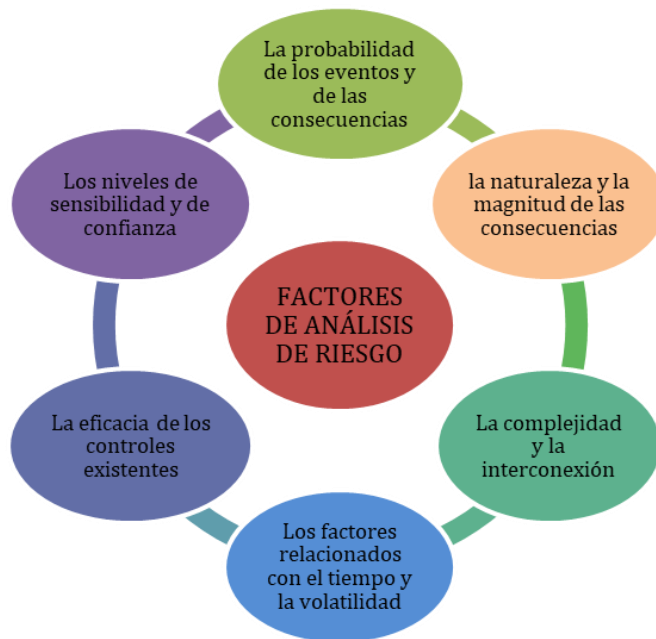 La probabilidad
de los eventos y
de las
consecuencias
la naturaleza y la
magnitud de las
consecuencias
La complejidad
y la
interconexión
Los factores
relacionados
con el tiempo y
la volatilidad
La eficacia de los
controles
existentes
Los niveles de
sensibilidad y de
confianza
FACTORES
DE ANÁLISIS
DE RIESGO